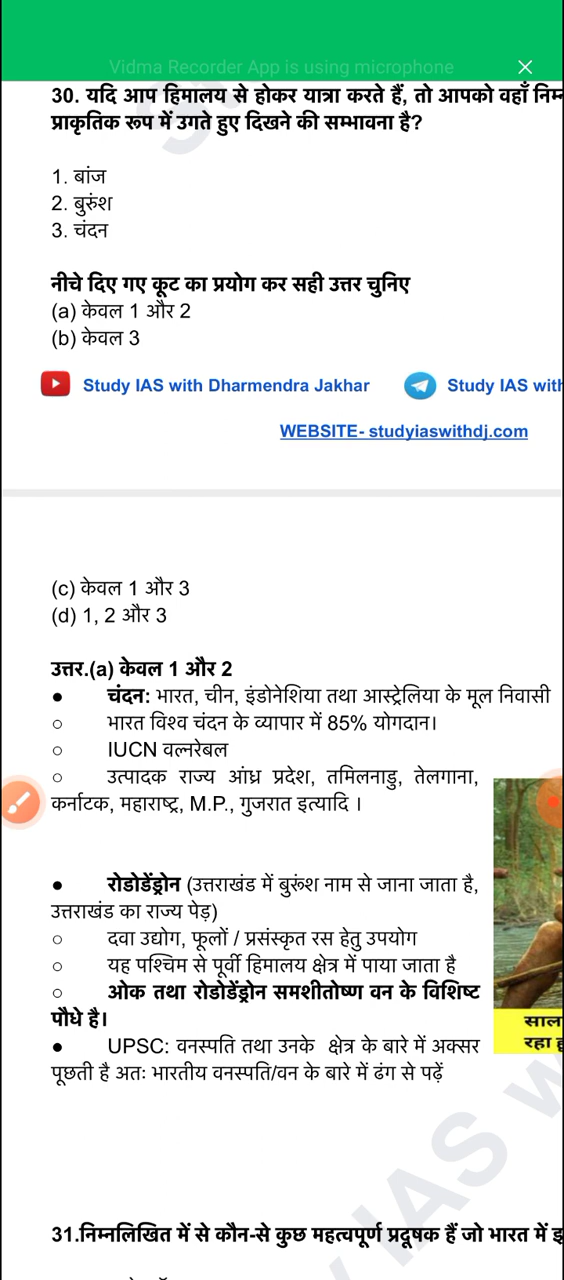 Vidma Recorder App is using microphone
30. यदि आप हिमालय से होकर यात्रा करते हैं, तो आपको वहाँ
प्राकृतिक रूप में उगते हुए दिखने की सम्भावना है?
1. बांज
2. बुरुंश
3. चंदन
नीचे दिए गए कूट का प्रयोग कर सही उत्तर चुनिए
(a) केवल 1 और 2
(b) केवल 3
Study IAS with Dharmendra Jakhar Study IAS with
WEBSITE- studyiaswithdj.com
(c) केवल 1 और 3
(d) 1, 2 और 3
उत्तर.(a) केवल 1 और 2
● चंदन: भारत, चीन, इंडोनेशिया तथा आस्ट्रेलिया के मूल निवासी
○ भारत विश्व चंदन के व्यापार में 85% योगदान।
○ IUCN वल्नरेबल
○ उत्पादक राज्य आंध्र प्रदेश, तमिलनाडु, तेलगाना,
कर्नाटक, महाराष्ट्र, M.P., गुजरात इत्यादि ।
● रोडोडेंड्रोन (उत्तराखंड में बुरूंश नाम से जाना जाता है,
उत्तराखंड का राज्य पेड़)
○ दवा उद्योग, फूलों / प्रसंस्कृत रस हेतु उपयोग
○ यह पश्चिम से पूर्वी हिमालय क्षेत्र में पाया जाता है
○ ओक तथा रोडोडेंड्रोन समशीतोष्ण वन के विशिष्ट
पौधे है।
साल
रहा
● UPSC: वनस्पति तथा उनके क्षेत्र के बारे में अक्सर
पूछती है अतः भारतीय वनस्पति/वन के बारे में ढंग से पढ़ें
IAS
31.निम्नलिखित में से कौन-से कुछ महत्वपूर्ण प्रदूषक हैं जो भारत में